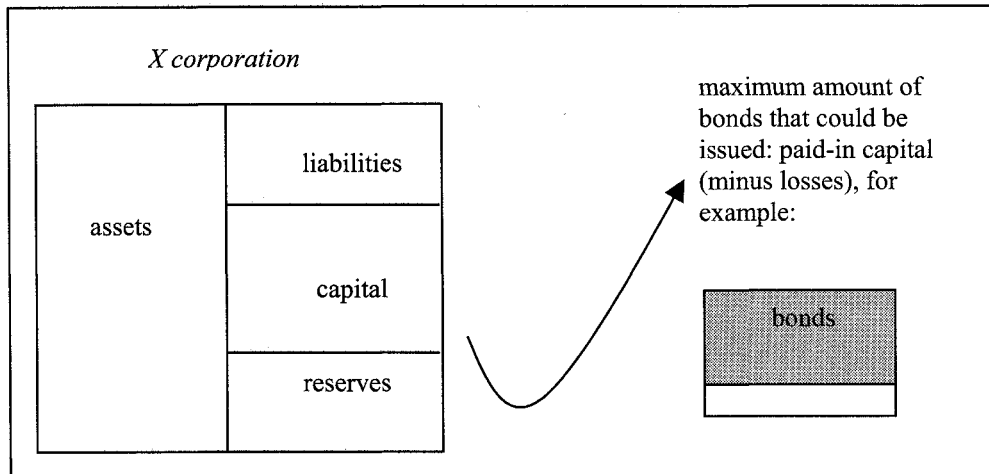 X corporation
assets
liabilities
capital
reserves
maximum amount of
bonds that could be
issued: paid-in capital
(minus losses), for
example:
bonds